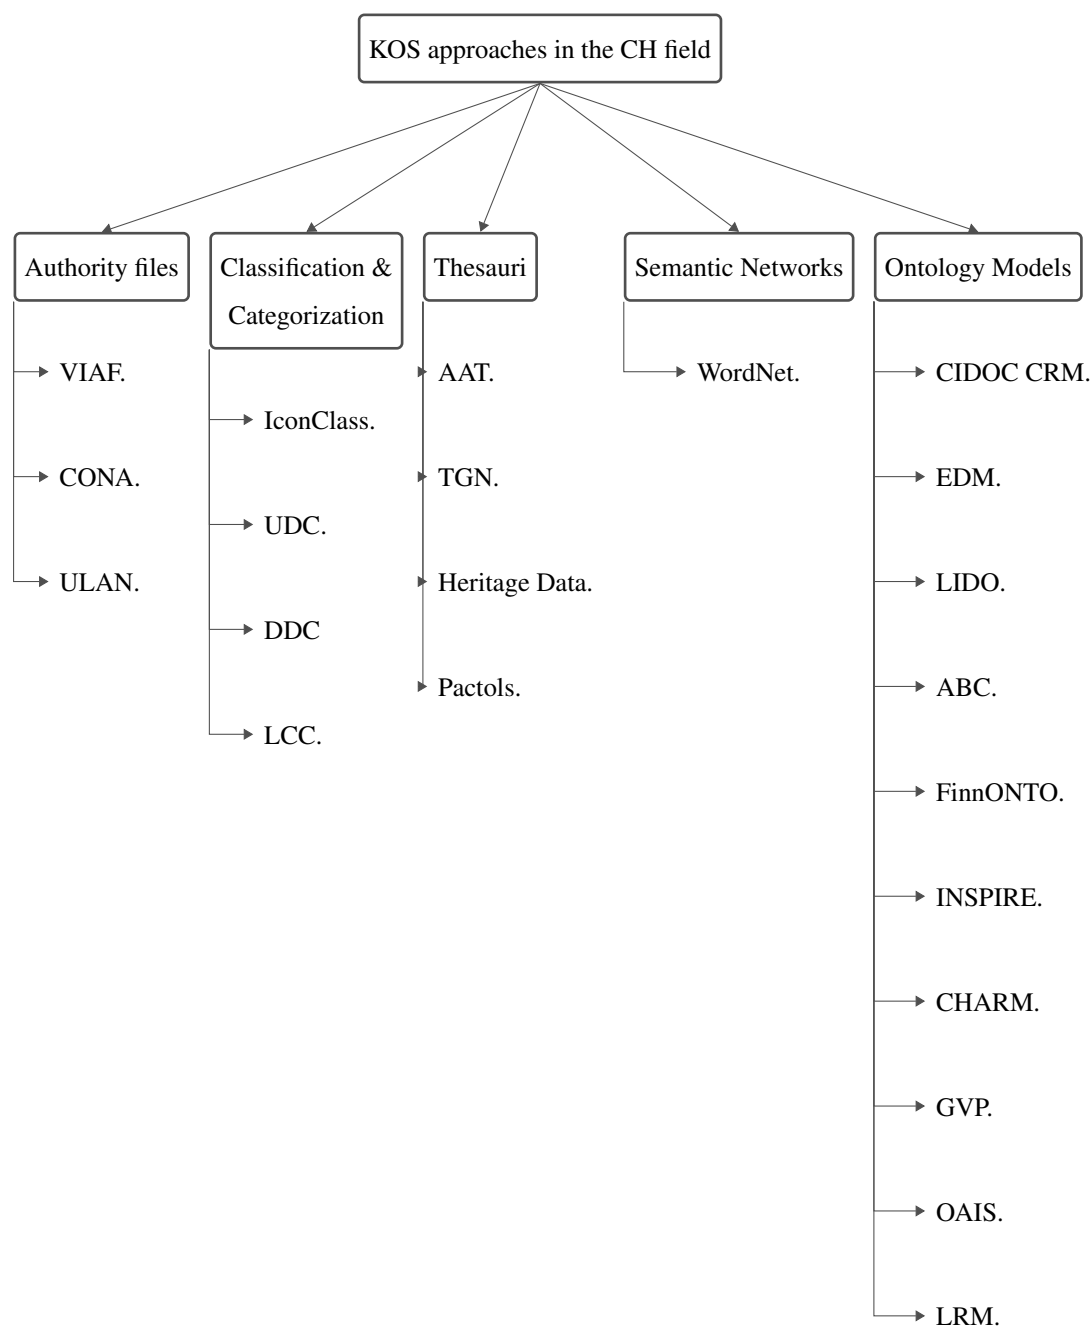 KOS approaches in the CH field
Authority files
VIAF.
CONA.
ULAN.
Classification &
Categorization
IconClass.
UDC.
DDC
LCC.
Thesauri
AAT.
TGN.
Heritage Data.
Pactols.
Semantic Networks
WordNet.
Ontology Models
CIDOC CRM.
EDM.
LIDO.
ABC.
FinnONTO.
INSPIRE.
CHARM.
GVP.
OAIS.
LRM.